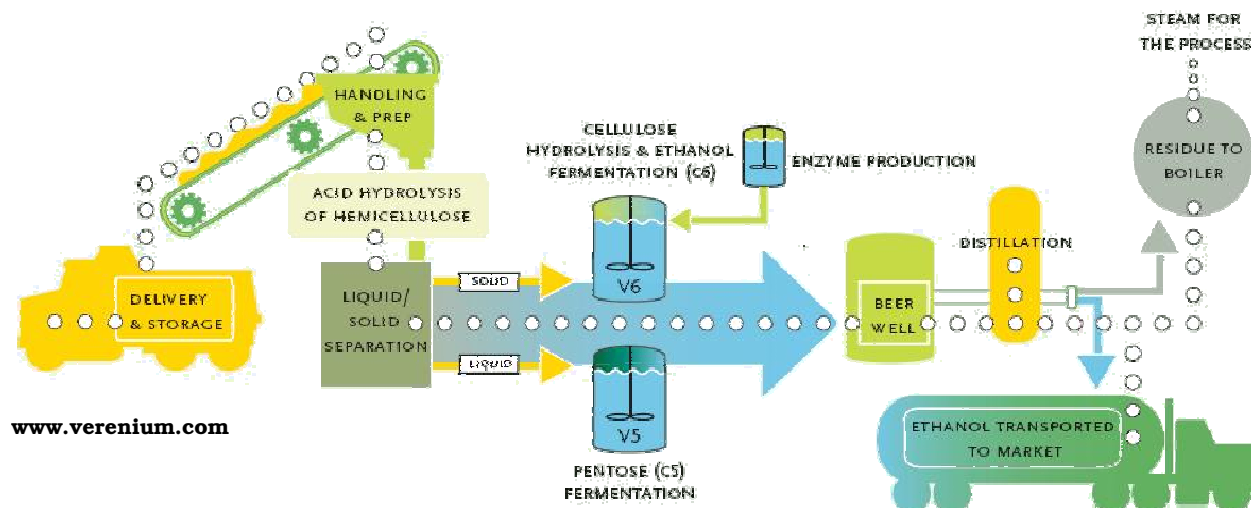 STEAM FOR
THE PROCESS
HANDLING
& PREP
CELLULOSE
HYDROLYSIS & ETHANOL
FERMENTATION (C6)
ENZYME PRODUCTION
RESIDUE TO
BOILER
ACID HYDROLYSIS
OF HEMICELLULOSE
DISTILLATION
SOLID
V6
DELIVERY
& STORAGE
LIQUID/
SOLID
SEPARATION
BEER
WELL
LIQUID
V5
www.verenium.com
ETHANOL TRANSPORTED
TO MARKET
PENTOSE (C5)
FERMENTATION